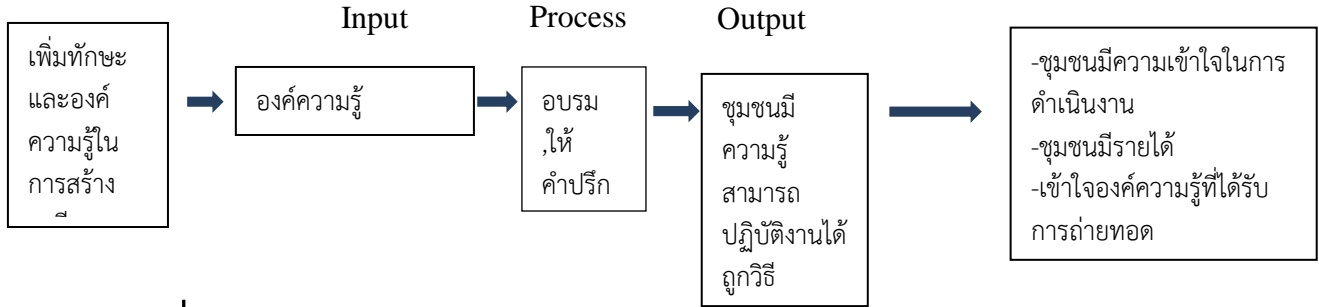 Input Process Output
เพิ่มทักษะ
และองค์
ความรู้ใน
การสร้าง
องค์ความรู้
อบรม
,ให้
คำปรึก
ชุมชนมี
ความรู้
สามารถ
ปฏิบัติงานได้
ถูกวิธี
-ชุมชนมีความเข้าใจในการ
ดำเนินงาน
-ชุมชนมีรายได้
-เข้าใจองค์ความรู้ที่ได้รับ
การถ่ายทอด